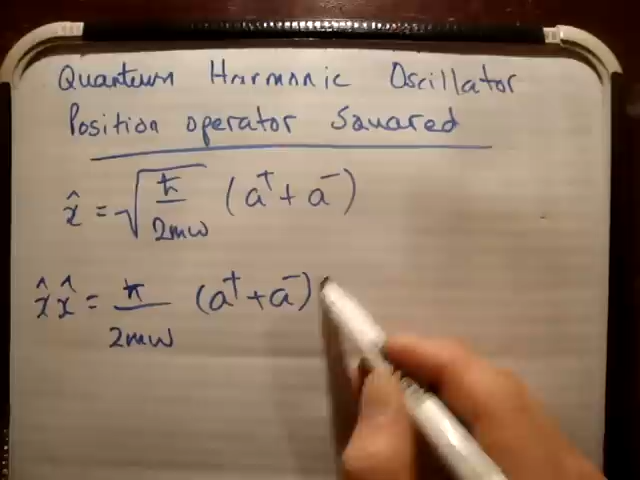 Quantum Harmonic Oscillator
Position operator Squared
x̂ = √(ħ/2mω) (a† + a⁻)
x̂x̂ = ħ/2mω (a† + a⁻)